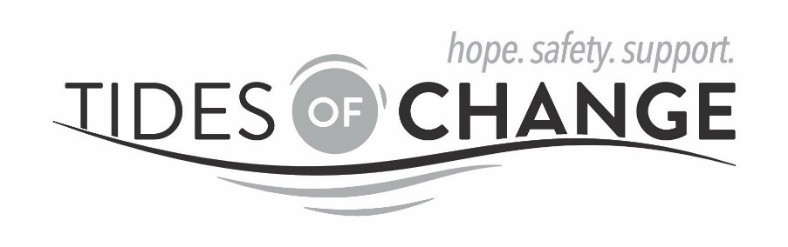 hope. safety. support.
TIDES OF CHANGE